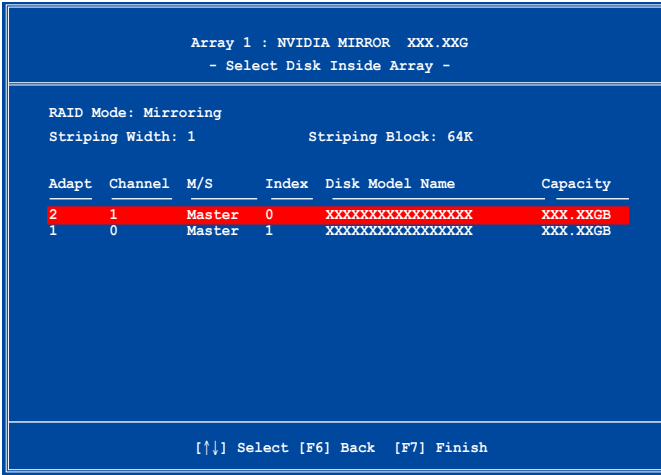 Array 1 : NVIDIA MIRROR XXX.XXG
- Select Disk Inside Array -
RAID Mode: Mirroring
Striping Width: 1 Striping Block: 64K
Adapt Channel M/S Index Disk Model Name Capacity
2 1 Master 0 XXXXXXXXXXXXXXXXX XXX.XXGB
1 0 Master 1 XXXXXXXXXXXXXXXXX XXX.XXGB
[↑↓] Select [F6] Back [F7] Finish